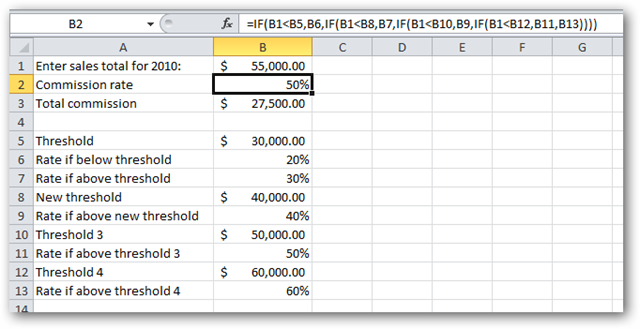 B2 fx =IF(B1<B5,B6,IF(B1<B8,B7,IF(B1<B10,B9,IF(B1<B12,B11,B13))))
A B C D E F G
1 Enter sales total for 2010: $ 55,000.00
2 Commission rate 50%
3 Total commission $ 27,500.00
4
5 Threshold $ 30,000.00
6 Rate if below threshold 20%
7 Rate if above threshold 30%
8 New threshold $ 40,000.00
9 Rate if above new threshold 40%
10 Threshold 3 $ 50,000.00
11 Rate if above threshold 3 50%
12 Threshold 4 $ 60,000.00
13 Rate if above threshold 4 60%
14